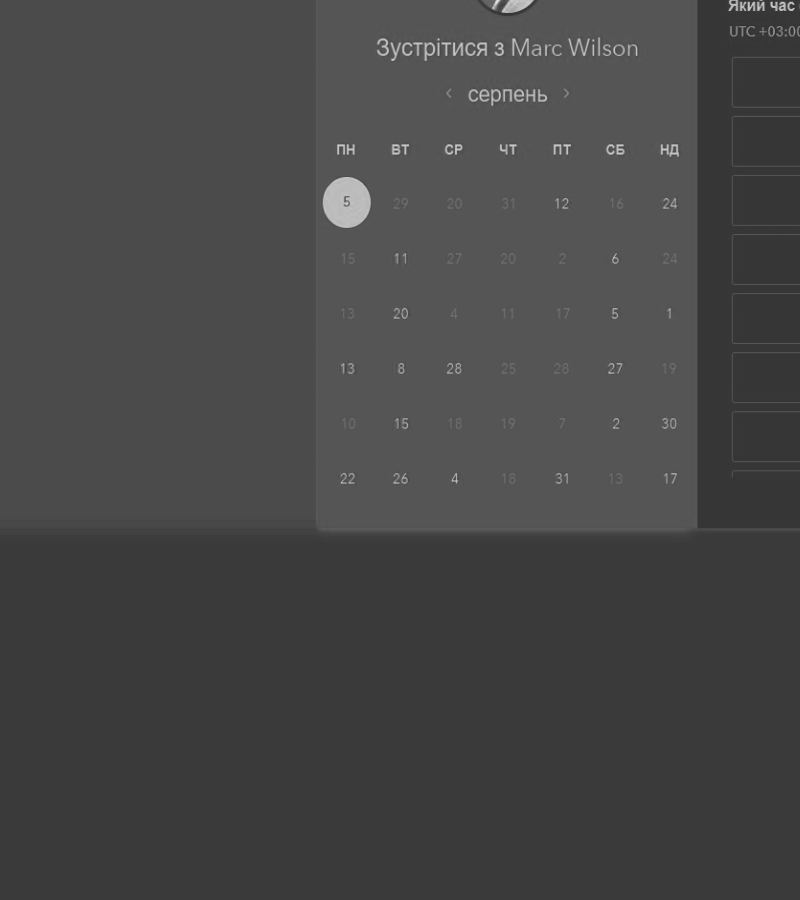 Зустрітися з Marc Wilson
‹ серпень ›
ПН ВТ СР ЧТ ПТ СБ НД
5 29 20 31 12 16 24
15 11 27 20 2 6 24
13 20 4 11 17 5 1
13 8 28 25 28 27 19
10 15 18 19 7 2 30
22 26 4 18 31 13 17
Який час
UTC +03:00